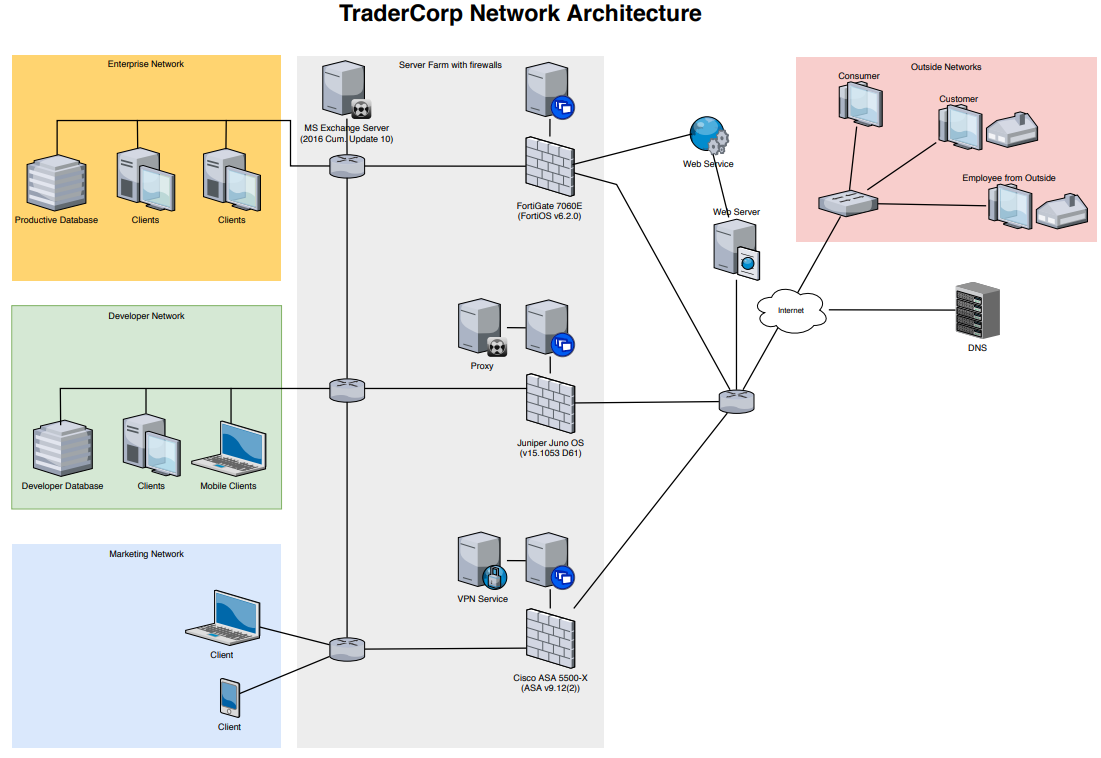 TraderCorp Network Architecture
Enterprise Network
Productive Database
Clients
Clients
Developer Network
Developer Database
Clients
Mobile Clients
Marketing Network
Client
Client
Server Farm with firewalls
MS Exchange Server
(2016 Cum. Update 10)
FortiGate 7060E
(FortiOS v6.2.0)
Proxy
Juniper Juno OS
(v15.1053 D61)
VPN Service
Cisco ASA 5500-X
(ASA v9.12(2))
Web Service
Web Server
Outside Networks
Consumer
Customer
Employee from Outside
Internet
DNS